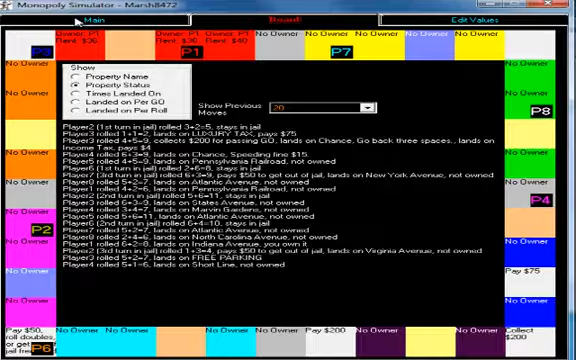 Monopoly Simulator - Marsh8472
Main
Board
Edit Values
Owner: P1
Rent: $36
Owner: P1
Rent: $36
Owner: P1
Rent: $40
No Owner
No Owner
No Owner
No Owner
No Owner
P3
P1
P7
Show
Property Name
Property Status
Times Landed On
Landed on Per GO
Landed on Per Roll
Show Previous
Moves
20
No Owner
No Owner
No Owner
No Owner
P8
Player2 (1st turn in jail) rolled 3+2=5, stays in jail
Player3 rolled 1+1=2, lands on LUXURY TAX, pays $75
Player3 rolled 4+5=9, collects $200 for passing GO, lands on Chance, Go back three spaces., lands on
Income Tax, pays $4
Player4 rolled 6+3=9, lands on Chance, Speeding fine $15.
Player5 rolled 4+5=9, lands on Pennsylvania Railroad, not owned
Player6 (1st turn in jail) rolled 2+6=8, stays in jail
Player7 (3rd turn in jail) rolled 6+3=9, pays $50 to get out of jail, lands on New York Avenue, not owned
Player8 rolled 5+2=7, lands on Atlantic Avenue, not owned
Player1 rolled 4+2=6, lands on Pennsylvania Railroad, not owned
Player2 (2nd turn in jail) rolled 5+6=11, stays in jail
Player3 rolled 6+3=9, lands on States Avenue, not owned
Player4 rolled 3+4=7, lands on Marvin Gardens, not owned
Player5 rolled 5+6=11, lands on Atlantic Avenue, not owned
Player6 (2nd turn in jail) rolled 6+4=10, stays in jail
Player7 rolled 5+2=7, lands on Atlantic Avenue, not owned
Player8 rolled 2+4=6, lands on North Carolina Avenue, not owned
Player1 rolled 6+2=8, lands on Indiana Avenue, you own it
Player2 (3rd turn in jail) rolled 1+3=4, pays $50 to get out of jail, lands on Virginia Avenue, not owned
Player3 rolled 5+2=7, lands on FREE PARKING
Player4 rolled 5+1=6, lands on Short Line, not owned
No Owner
No Owner
No Owner
P4
P2
No Owner
No Owner
Pay $75
No Owner
Pay $50,
roll doubles,
or get out of
jail free
P6
No Owner
No Owner
No Owner
No Owner
Pay $200
No Owner
No Owner
Collect
$200